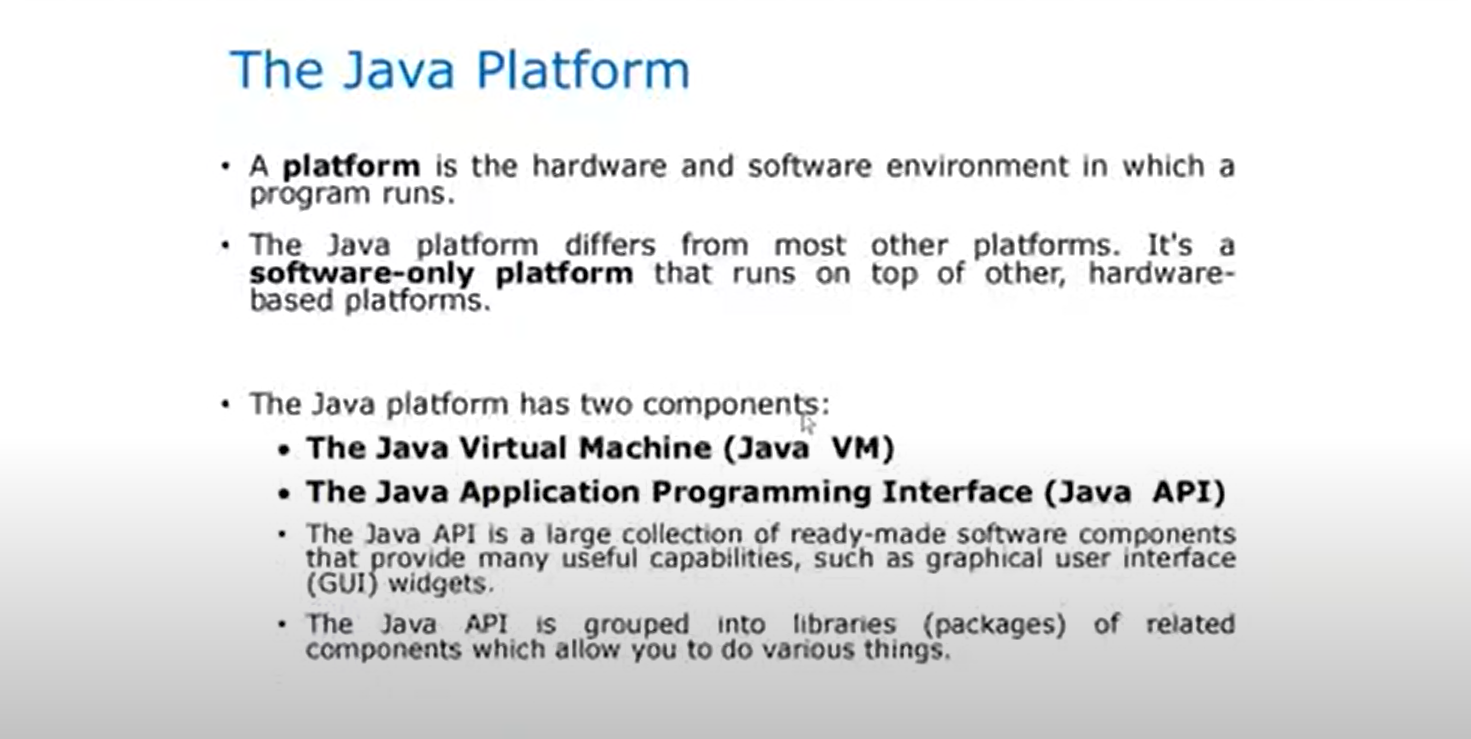 The Java Platform
• A platform is the hardware and software environment in which a
program runs.
• The Java platform differs from most other platforms. It's a
software-only platform that runs on top of other, hardware-
based platforms.
• The Java platform has two components:
• The Java Virtual Machine (Java VM)
• The Java Application Programming Interface (Java API)
• The Java API is a large collection of ready-made software components
that provide many useful capabilities, such as graphical user interface
(GUI) widgets.
• The Java API is grouped into libraries (packages) of related
components which allow you to do various things.